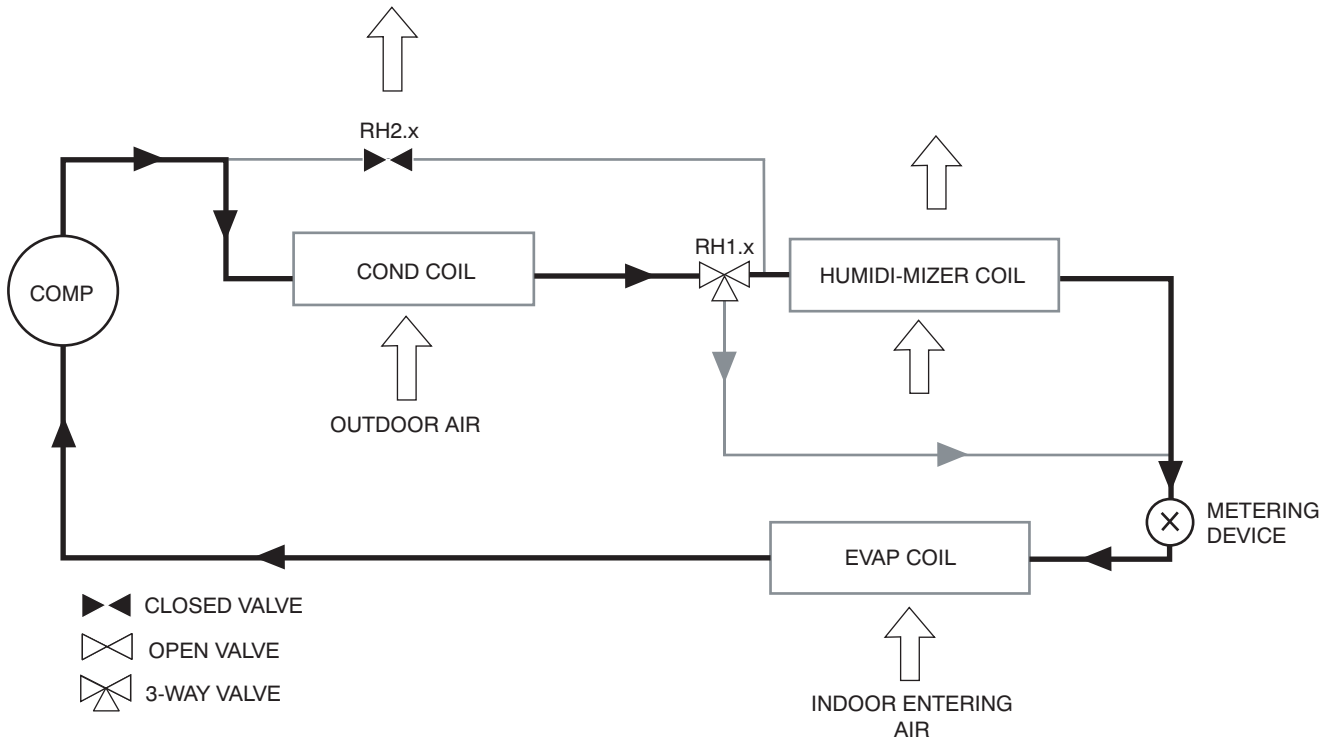 RH2.x
RH1.x
COND COIL
HUMIDI-MIZER COIL
COMP
OUTDOOR AIR
METERING
DEVICE
EVAP COIL
CLOSED VALVE
OPEN VALVE
3-WAY VALVE
INDOOR ENTERING
AIR